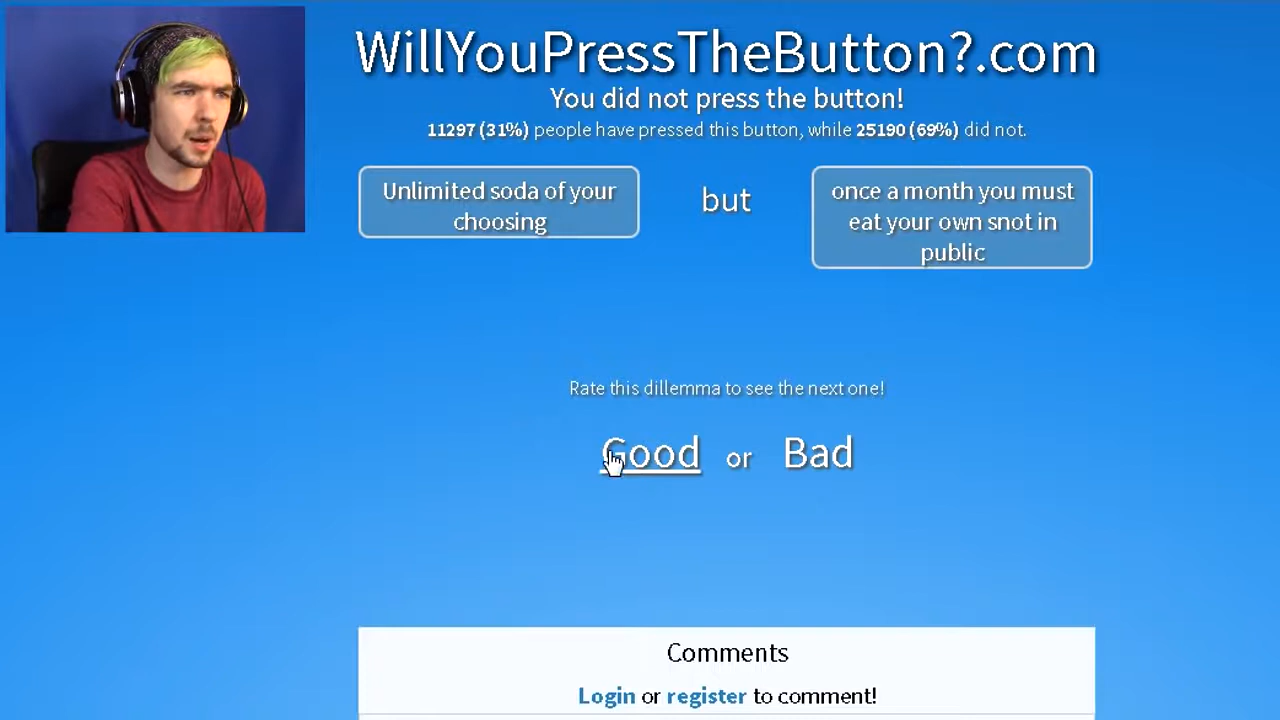 WillYouPressTheButton?.com
You did not press the button!
11297 (31%) people have pressed this button, while 25190 (69%) did not.
Unlimited soda of your
choosing
but
once a month you must
eat your own snot in
public
Rate this dillemma to see the next one!
Good or Bad
Comments
Login or register to comment!